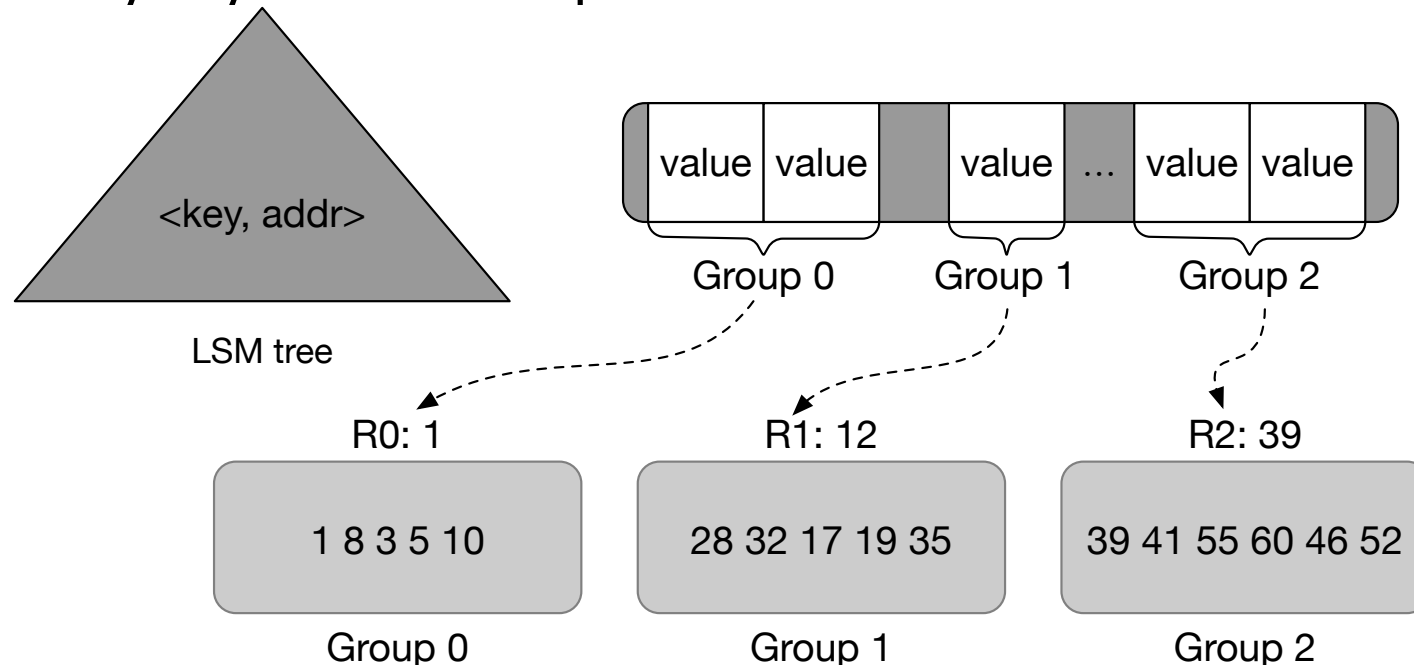 <key, addr>
LSM tree
value value value ... value value
Group 0 Group 1 Group 2
R0: 1 R1: 12 R2: 39
1 8 3 5 10 28 32 17 19 35 39 41 55 60 46 52
Group 0 Group 1 Group 2